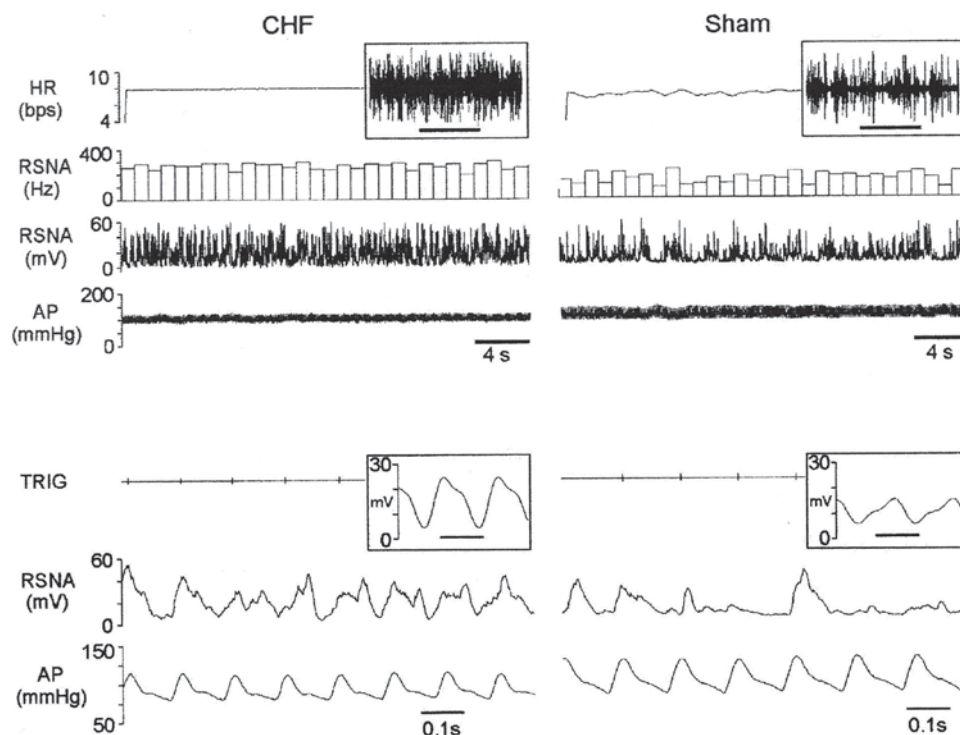 CHF
Sham
HR
(bps)
10
4
RSNA
(Hz)
400
0
RSNA
(mV)
60
0
AP
(mmHg)
200
0
4 s
4 s
TRIG
30
mV
0
30
mV
0
RSNA
(mV)
60
0
AP
(mmHg)
150
50
0.1s
0.1s